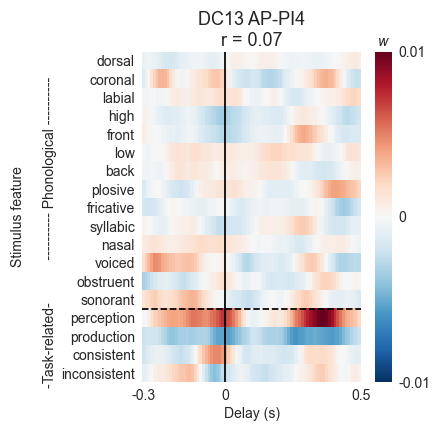 DC13 AP-PI4
r = 0.07
w
dorsal
coronal
labial
high
front
low
back
plosive
fricative
syllabic
nasal
voiced
obstruent
sonorant
perception
production
consistent
inconsistent
Stimulus feature
---------- Phonological ----------
-Task-related-
0.01
0
-0.01
-0.3
0
0.5
Delay (s)